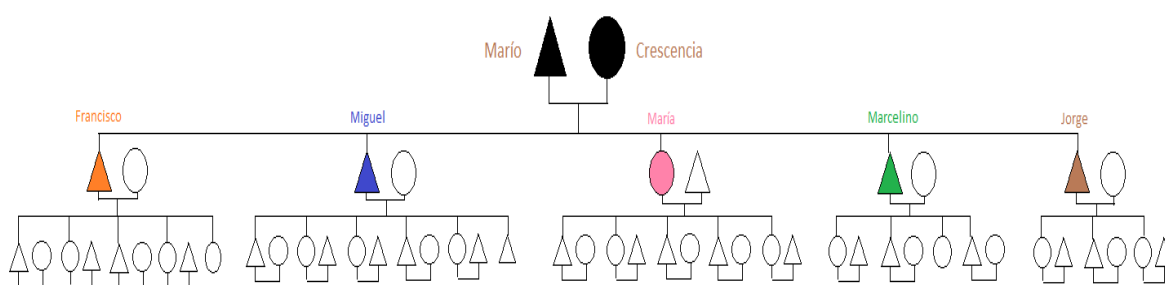 Marío
Crescencia
Francisco
Miguel
María
Marcelino
Jorge